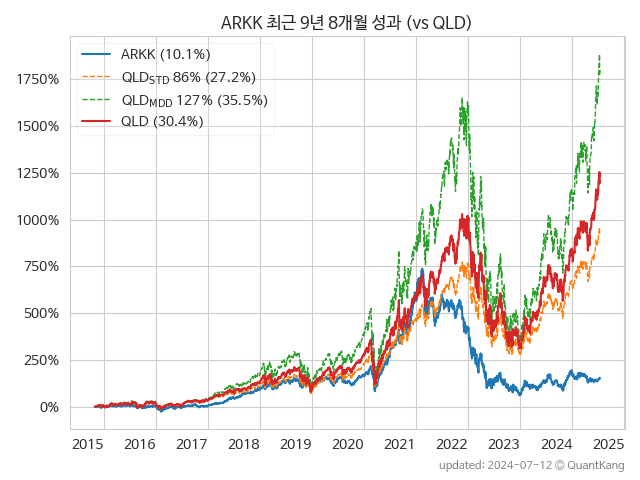 ARKK 최근 9년 8개월 성과 (vs QLD)
ARKK (10.1%)
QLD_STD 86% (27.2%)
QLD_MDD 127% (35.5%)
QLD (30.4%)
1750%
1500%
1250%
1000%
750%
500%
250%
0%
2015 2016 2017 2018 2019 2020 2021 2022 2023 2024 2025
updated: 2024-07-12 © QuantKang